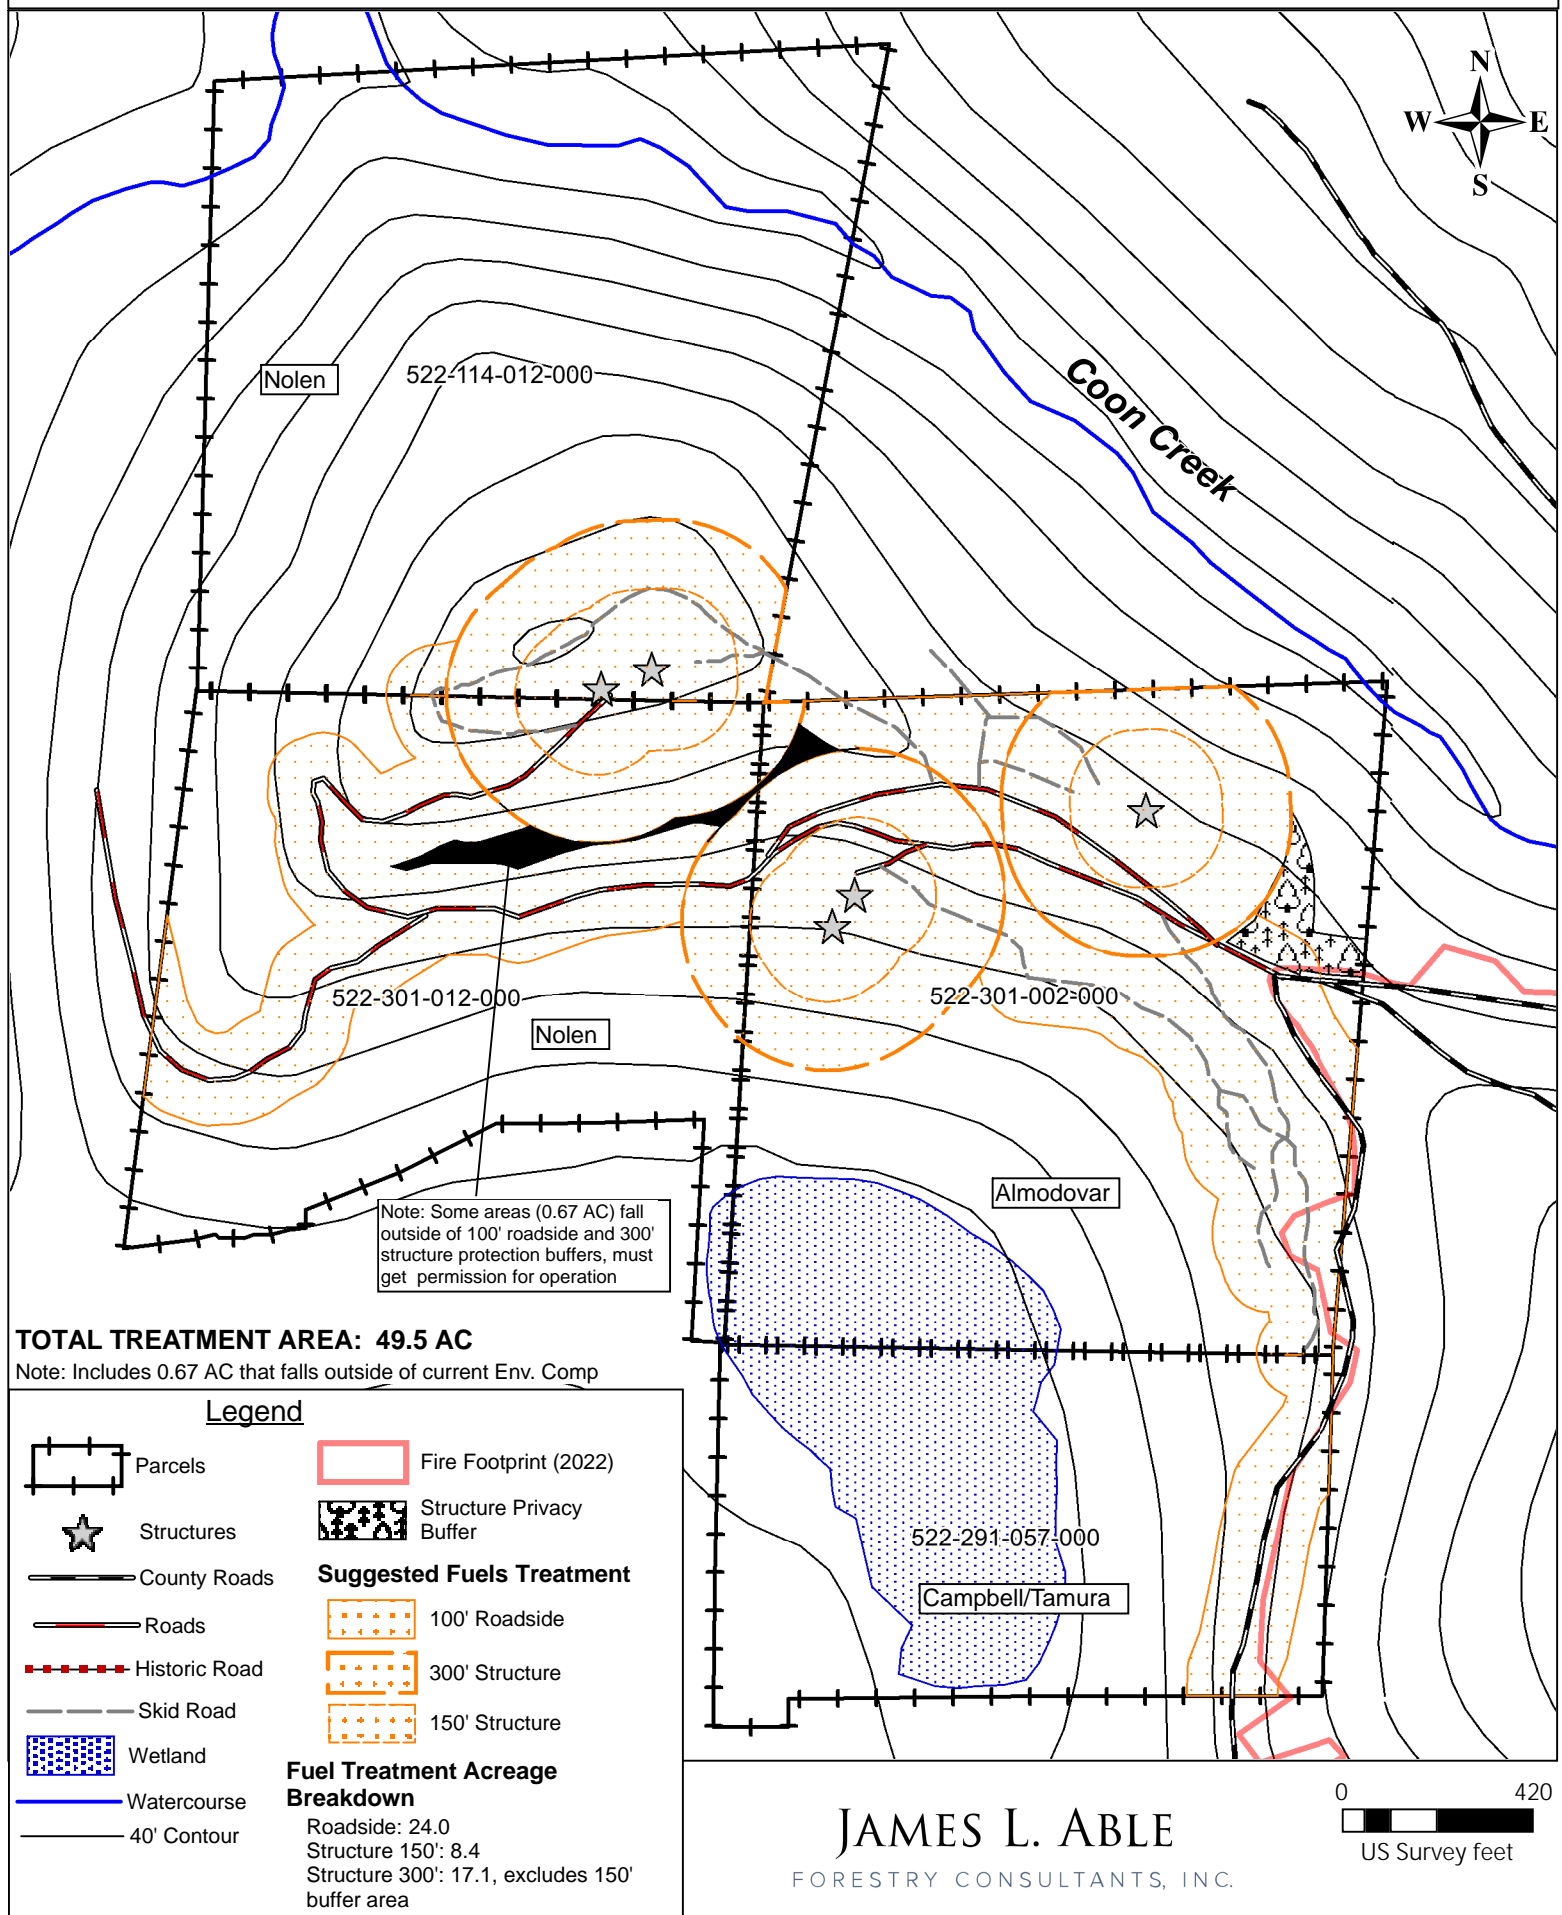 N
W E
S
Coon Creek
Nolen
522-114-012-000
522-301-012-000
522-301-002-000
Nolen
Almodovar
Note: Some areas (0.67 AC) fall
outside of 100' roadside and 300'
structure protection buffers, must
get permission for operation
TOTAL TREATMENT AREA: 49.5 AC
Note: Includes 0.67 AC that falls outside of current Env. Comp
522-291-057-000
Campbell/Tamura
Legend
Parcels
Structures
County Roads
Roads
Historic Road
Skid Road
Wetland
Watercourse
40' Contour
Fire Footprint (2022)
Structure Privacy
Buffer
Suggested Fuels Treatment
100' Roadside
300' Structure
150' Structure
Fuel Treatment Acreage
Breakdown
Roadside: 24.0
Structure 150': 8.4
Structure 300': 17.1, excludes 150'
buffer area
JAMES L. ABLE
FORESTRY CONSULTANTS, INC.
0 420
US Survey feet